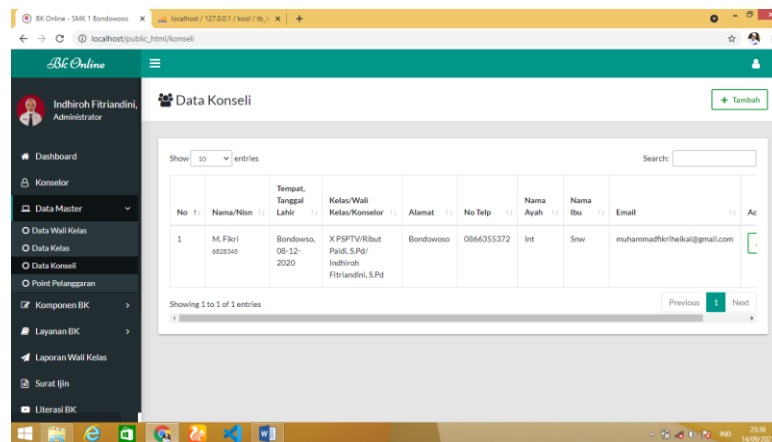 BK Online - SMK 1 Bondowoso
localhost / 127.0.0.1 / kool / tb_
localhost/public_html/konseli
Bk Online
Indhiroh Fitriandini,
Administrator
Dashboard
Konselor
Data Master
Data Wali Kelas
Data Kelas
Data Konseli
Point Pelanggaran
Komponen BK
Layanan BK
Laporan Wali Kelas
Surat Ijin
Literasi BK
Data Konseli
+ Tambah
Show 10 entries
Search:
No Nama/Nisn Tempat, Tanggal Lahir Kelas/Wali Kelas/Konselor Alamat No Telp Nama Ayah Nama Ibu Email
1 M. Fikri 6828345 Bondowso, 08-12-2020 X PSPTV/Ribut Paidi, S.Pd/ Indhiroh Fitriandini, S.Pd Bondowoso 0866355372 Int Snw muhammadfikriheikal@gmail.com
Showing 1 to 1 of 1 entries
Previous 1 Next
IND
23:36